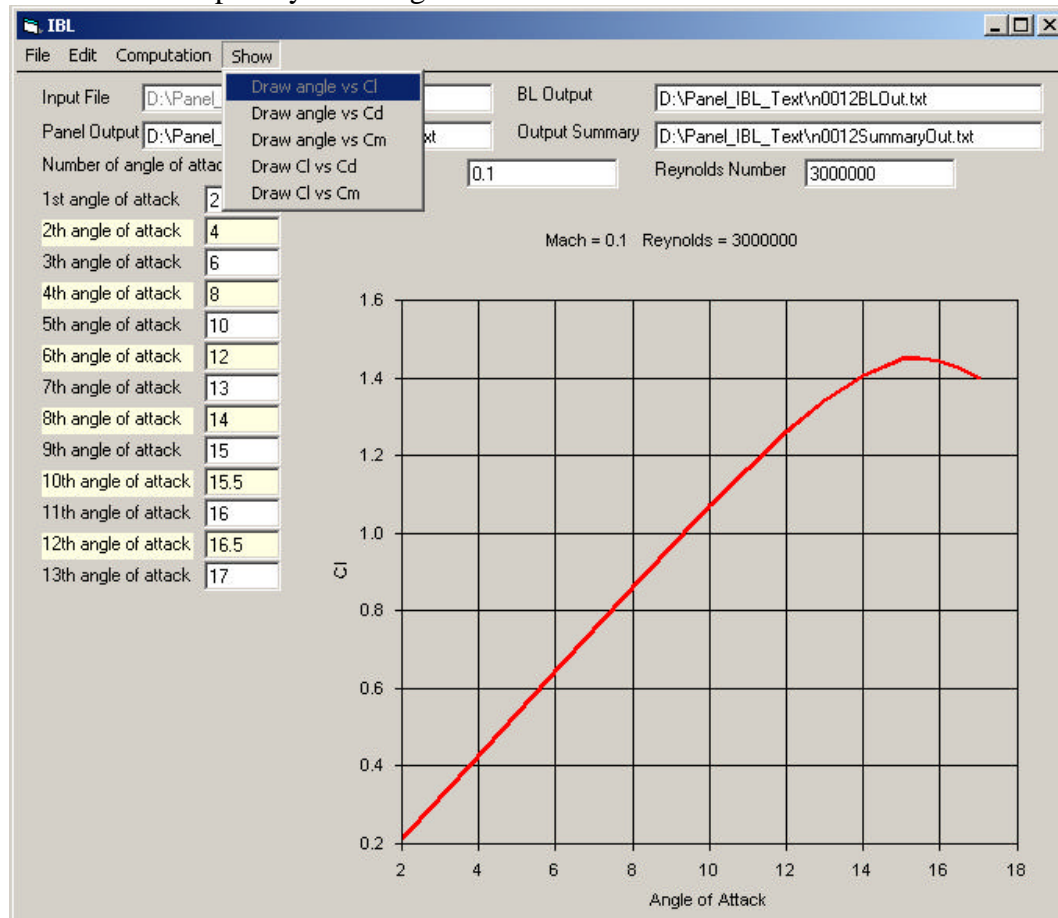 IBL
File Edit Computation Show
Draw angle vs Cl
Draw angle vs Cd
Draw angle vs Cm
Draw Cl vs Cd
Draw Cl vs Cm
Input File D:\Panel_
BL Output D:\Panel_IBL_Text\n0012BLOut.txt
Panel Output D:\Panel_
Output Summary D:\Panel_IBL_Text\n0012SummaryOut.txt
Number of angle of attac
0.1
Reynolds Number 3000000
1st angle of attack 2
2th angle of attack 4
3th angle of attack 6
4th angle of attack 8
5th angle of attack 10
6th angle of attack 12
7th angle of attack 13
8th angle of attack 14
9th angle of attack 15
10th angle of attack 15.5
11th angle of attack 16
12th angle of attack 16.5
13th angle of attack 17
Mach = 0.1 Reynolds = 3000000
1.6
1.4
1.2
1.0
0.8
0.6
0.4
0.2
Cl
2 4 6 8 10 12 14 16 18
Angle of Attack